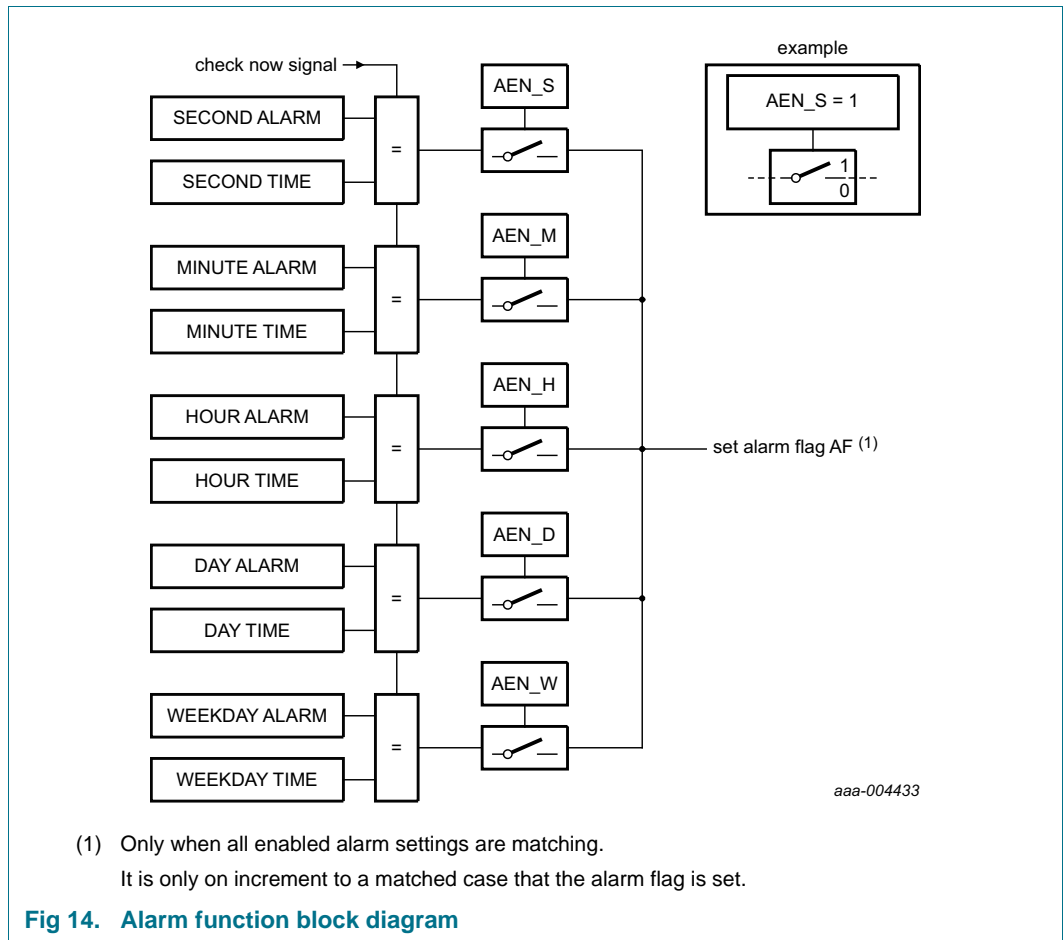 check now signal
example
AEN_S
AEN_S = 1
SECOND ALARM
=
1
SECOND TIME
0
AEN_M
MINUTE ALARM
=
MINUTE TIME
AEN_H
HOUR ALARM
=
set alarm flag AF (1)
HOUR TIME
AEN_D
DAY ALARM
=
DAY TIME
AEN_W
WEEKDAY ALARM
=
WEEKDAY TIME
aaa-004433
(1) Only when all enabled alarm settings are matching.
It is only on increment to a matched case that the alarm flag is set.
Fig 14. Alarm function block diagram